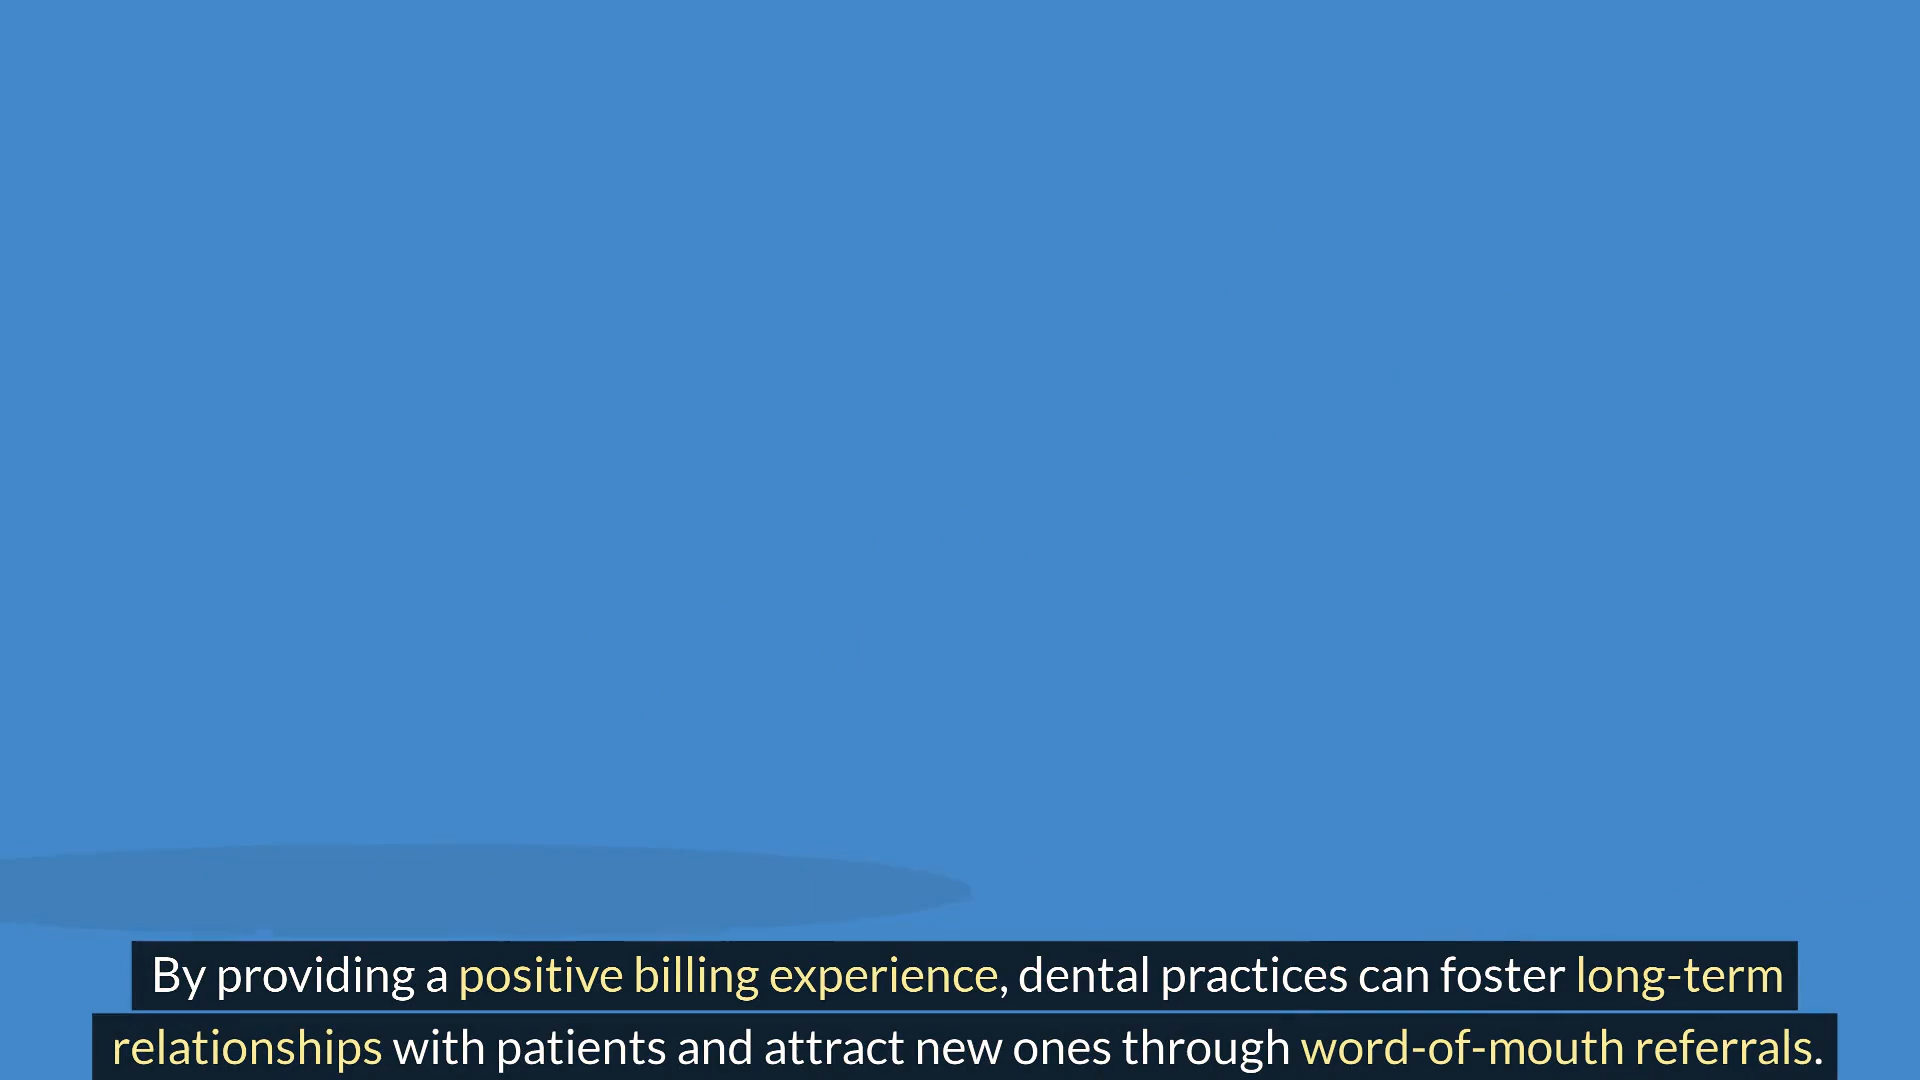 By providing a positive billing experience, dental practices can foster long-term
relationships with patients and attract new ones through word-of-mouth referrals.